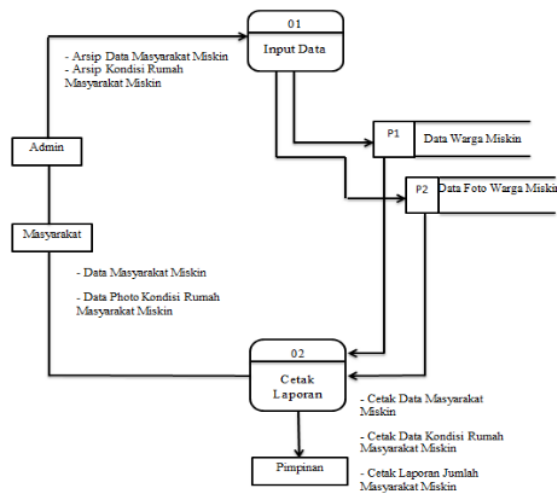 01
Input Data
- Arsip Data Masyarakat Miskin
- Arsip Kondisi Rumah
Masyarakat Miskin
P1
Data Warga Miskin
Admin
P2
Data Foto Warga Miskin
Masyarakat
- Data Masyarakat Miskin
- Data Photo Kondisi Rumah
Masyarakat Miskin
02
Cetak
Laporan
- Cetak Data Masyarakat
Miskin
- Cetak Data Kondisi Rumah
Masyarakat Miskin
- Cetak Laporan Jumlah
Masyarakat Miskin
Pimpinan